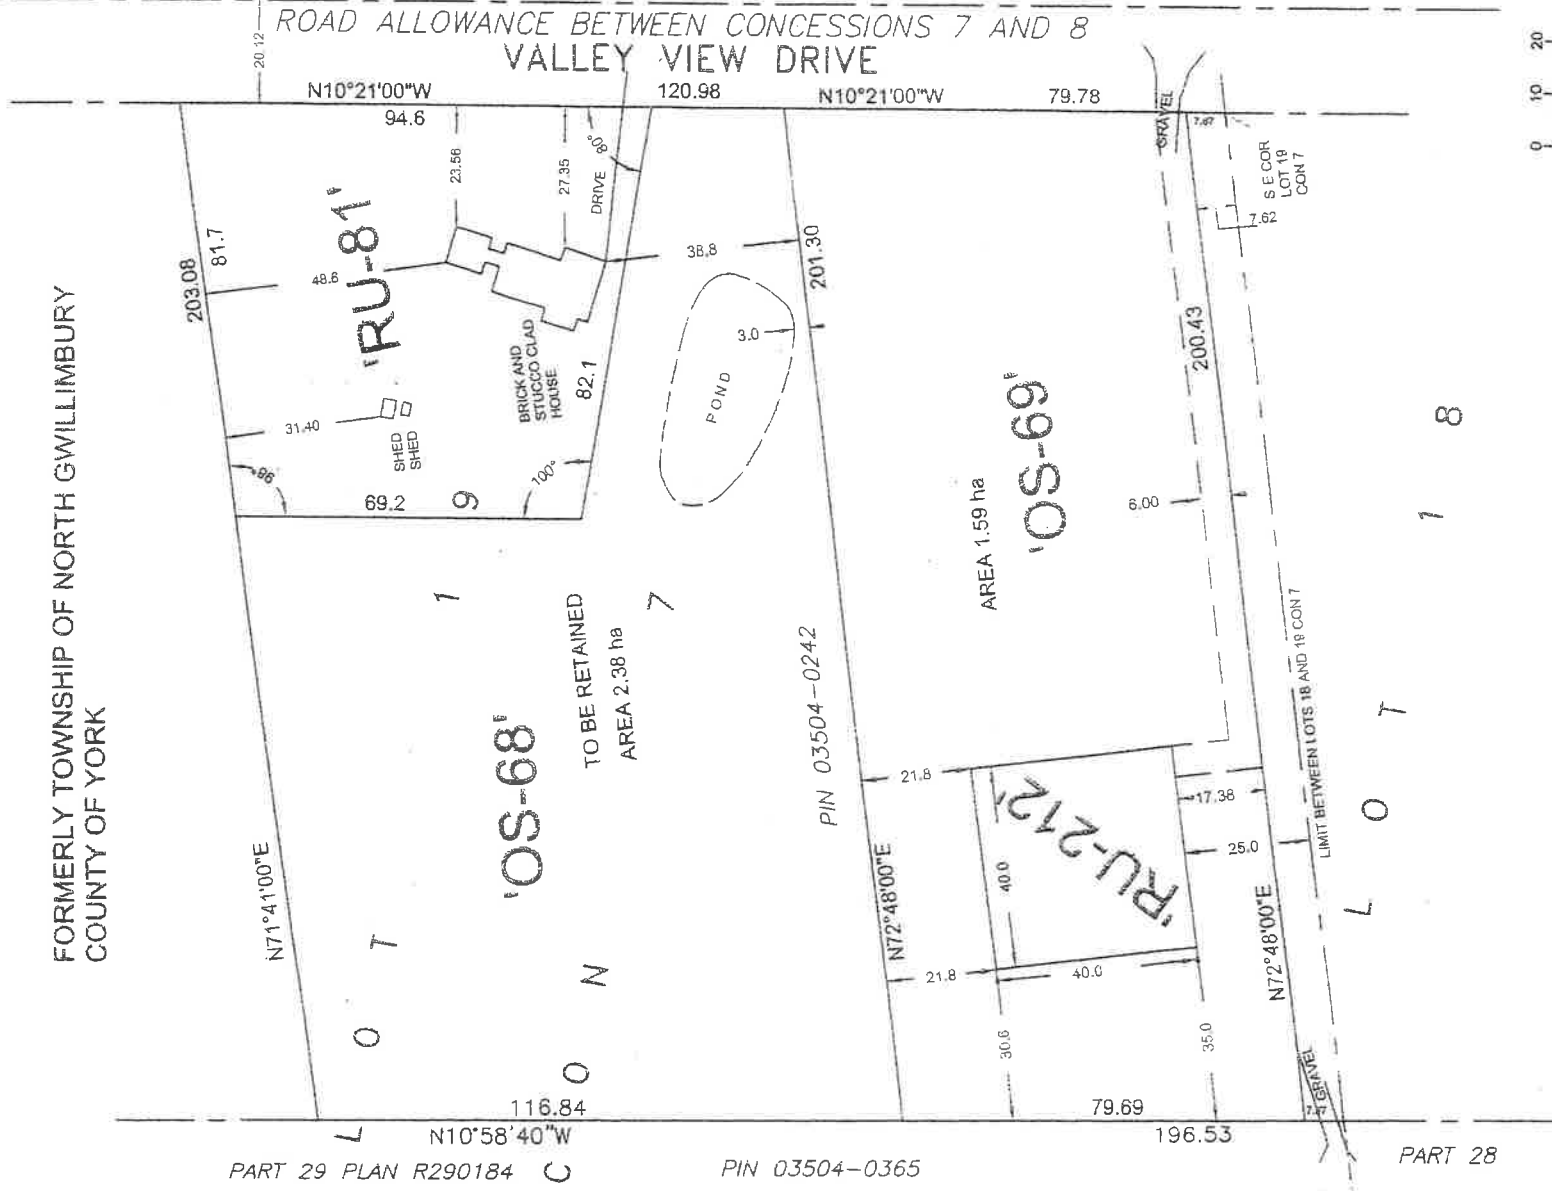 ROAD ALLOWANCE BETWEEN CONCESSIONS 7 AND 8
VALLEY VIEW DRIVE
20.12
20
10
0
N10°21'00"W
94.6
120.98
N10°21'00"W
79.78
GRAVEL
7.67
S E COR
LOT 19
CON 7
7.62
23.56
27.35
DRIVE
80°
'RU-81'
203.08
81.7
48.6
38.8
201.30
3.0
POND
BRICK AND
STUCCO CLAD
HOUSE
82.1
31.40
SHED
SHED
98°
69.2
100°
200.43
6.00
AREA 1.59 ha
'OS-69'
FORMERLY TOWNSHIP OF NORTH GWILLIMBURY
COUNTY OF YORK
TO BE RETAINED
AREA 2.38 ha
'OS-68'
PIN 03504-0242
LOT 19
CON 7
LOT 18
LIMIT BETWEEN LOTS 18 AND 19 CON 7
21.8
'RU-212'
17.38
25.0
40.0
N71°41'00"E
N72°48'00"E
N72°48'00"E
21.8
40.0
30.6
35.0
GRAVEL
116.84
79.69
N10°58'40"W
196.53
PART 29 PLAN R290184
PIN 03504-0365
PART 28